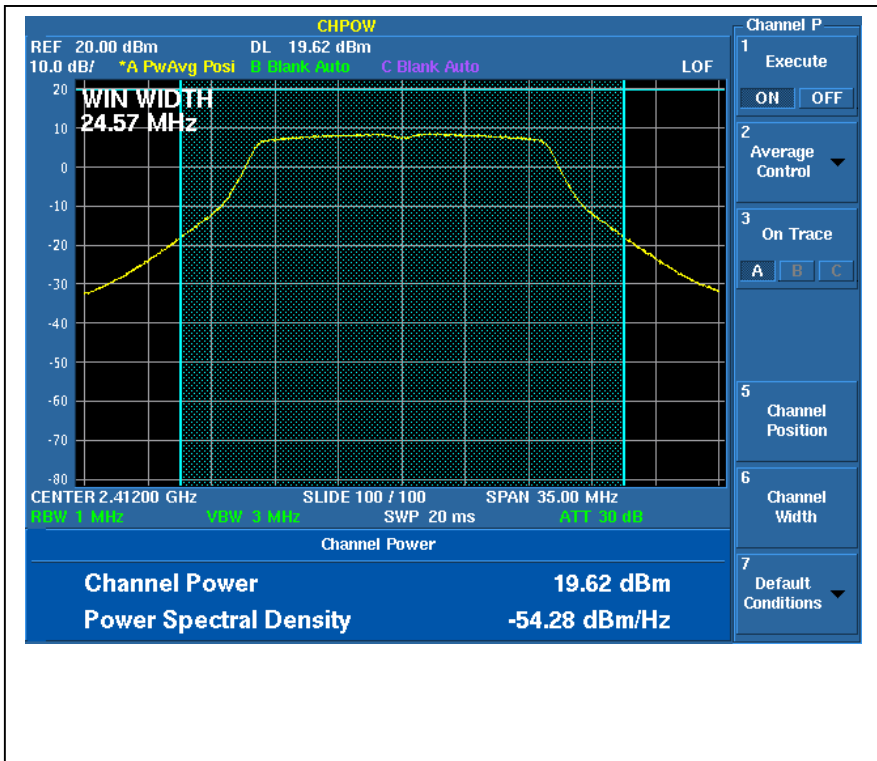 CHPOW
REF 20.00 dBm DL 19.62 dBm
10.0 dB/ *A PwAvg Posi B Blank Auto C Blank Auto LOF
WIN WIDTH
24.57 MHz
20
10
0
-10
-20
-30
-40
-50
-60
-70
-80
CENTER 2.41200 GHz SLIDE 100 / 100 SPAN 35.00 MHz
RBW 1 MHz VBW 3 MHz SWP 20 ms ATT 30 dB
Channel Power
Channel Power 19.62 dBm
Power Spectral Density -54.28 dBm/Hz
Channel P
1
Execute
ON OFF
2
Average
Control
3
On Trace
A B C
5
Channel
Position
6
Channel
Width
7
Default
Conditions